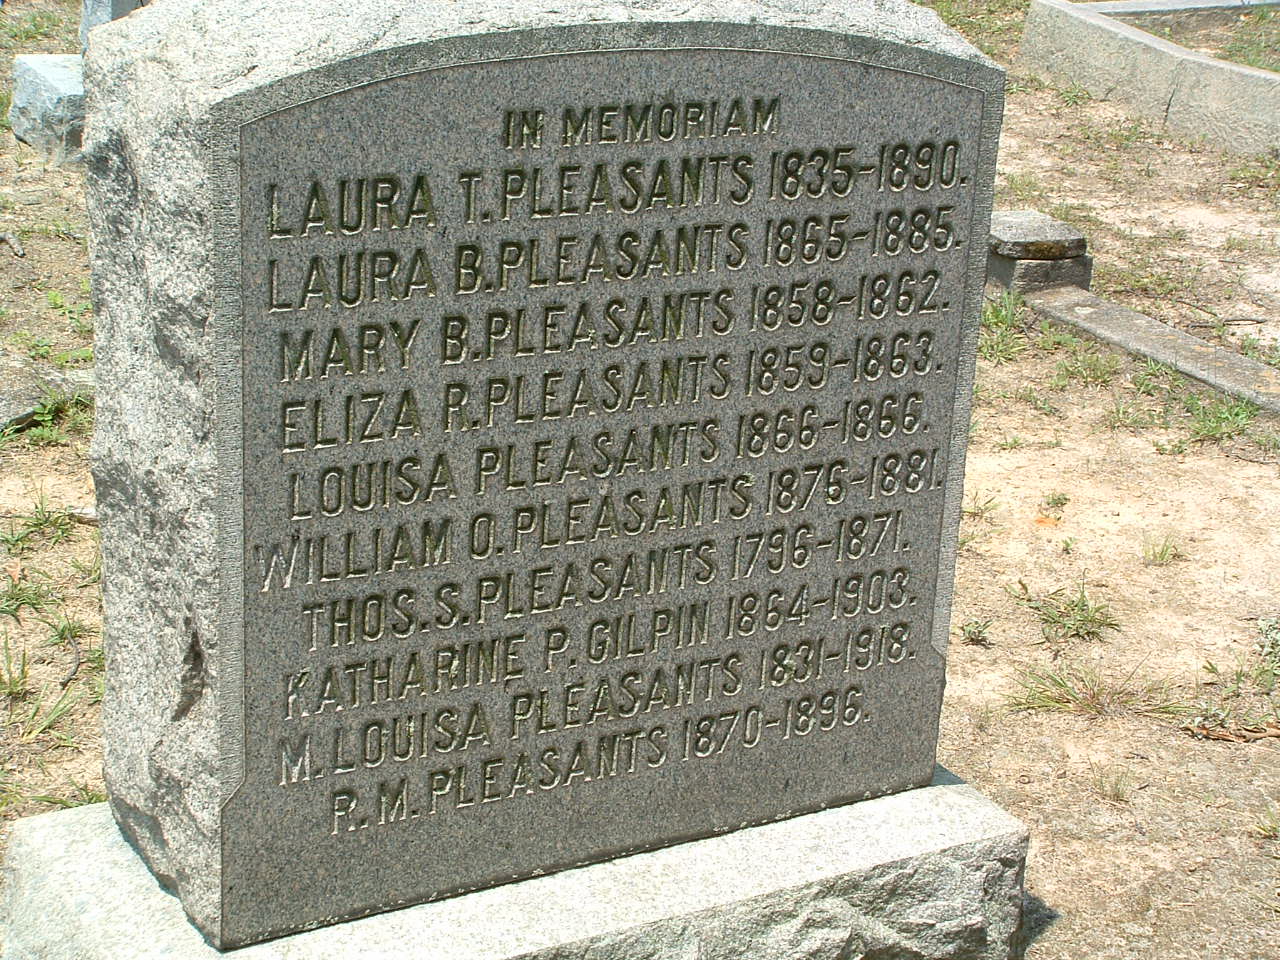 IN MEMORIAM
LAURA T. PLEASANTS 1835-1890.
LAURA B. PLEASANTS 1865-1885.
MARY B. PLEASANTS 1858-1862.
ELIZA R. PLEASANTS 1859-1863.
LOUISA PLEASANTS 1866-1866.
WILLIAM O. PLEASANTS 1876-1881.
THOS. S. PLEASANTS 1796-1871.
KATHARINE P. GILPIN 1864-1903.
M. LOUISA PLEASANTS 1831-1918.
R. M. PLEASANTS 1870-1896.